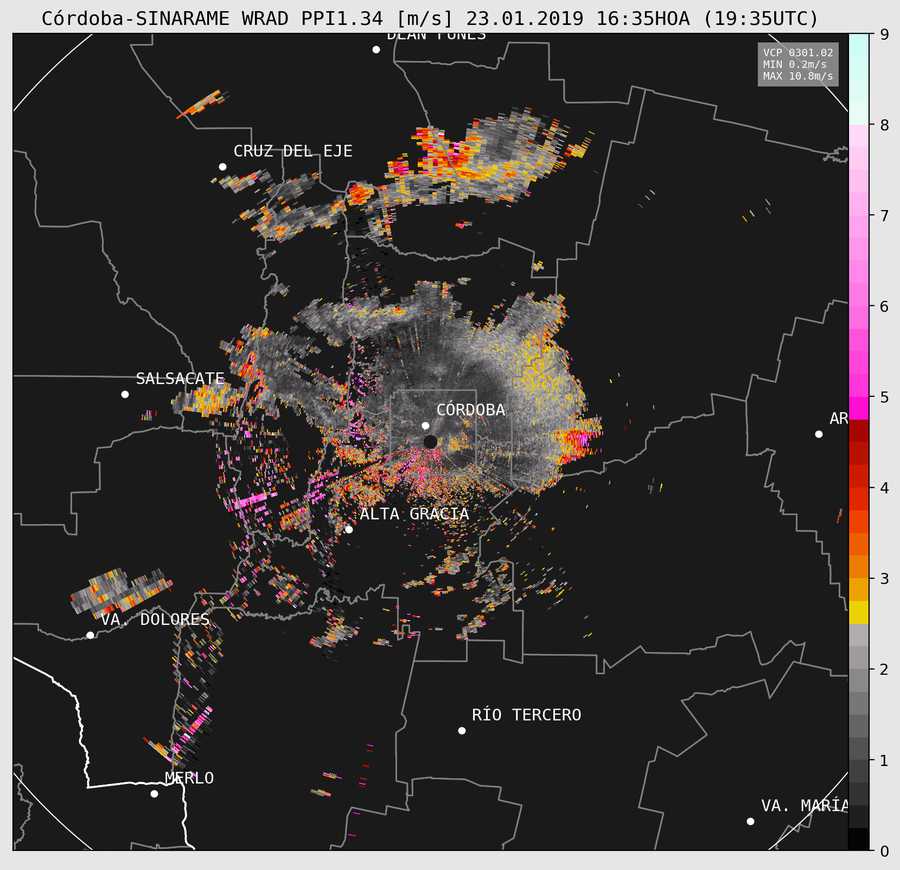 Córdoba-SINARAME WRAD PPI1.34 [m/s] 23.01.2019 16:35HOA (19:35UTC)
DEAN FUNES
VCP 0301.02
MIN 0.2m/s
MAX 10.8m/s
CRUZ DEL EJE
SALSACATE
CÓRDOBA
AR
ALTA GRACIA
VA. DOLORES
RÍO TERCERO
MERLO
VA. MARÍA
9
8
7
6
5
4
3
2
1
0